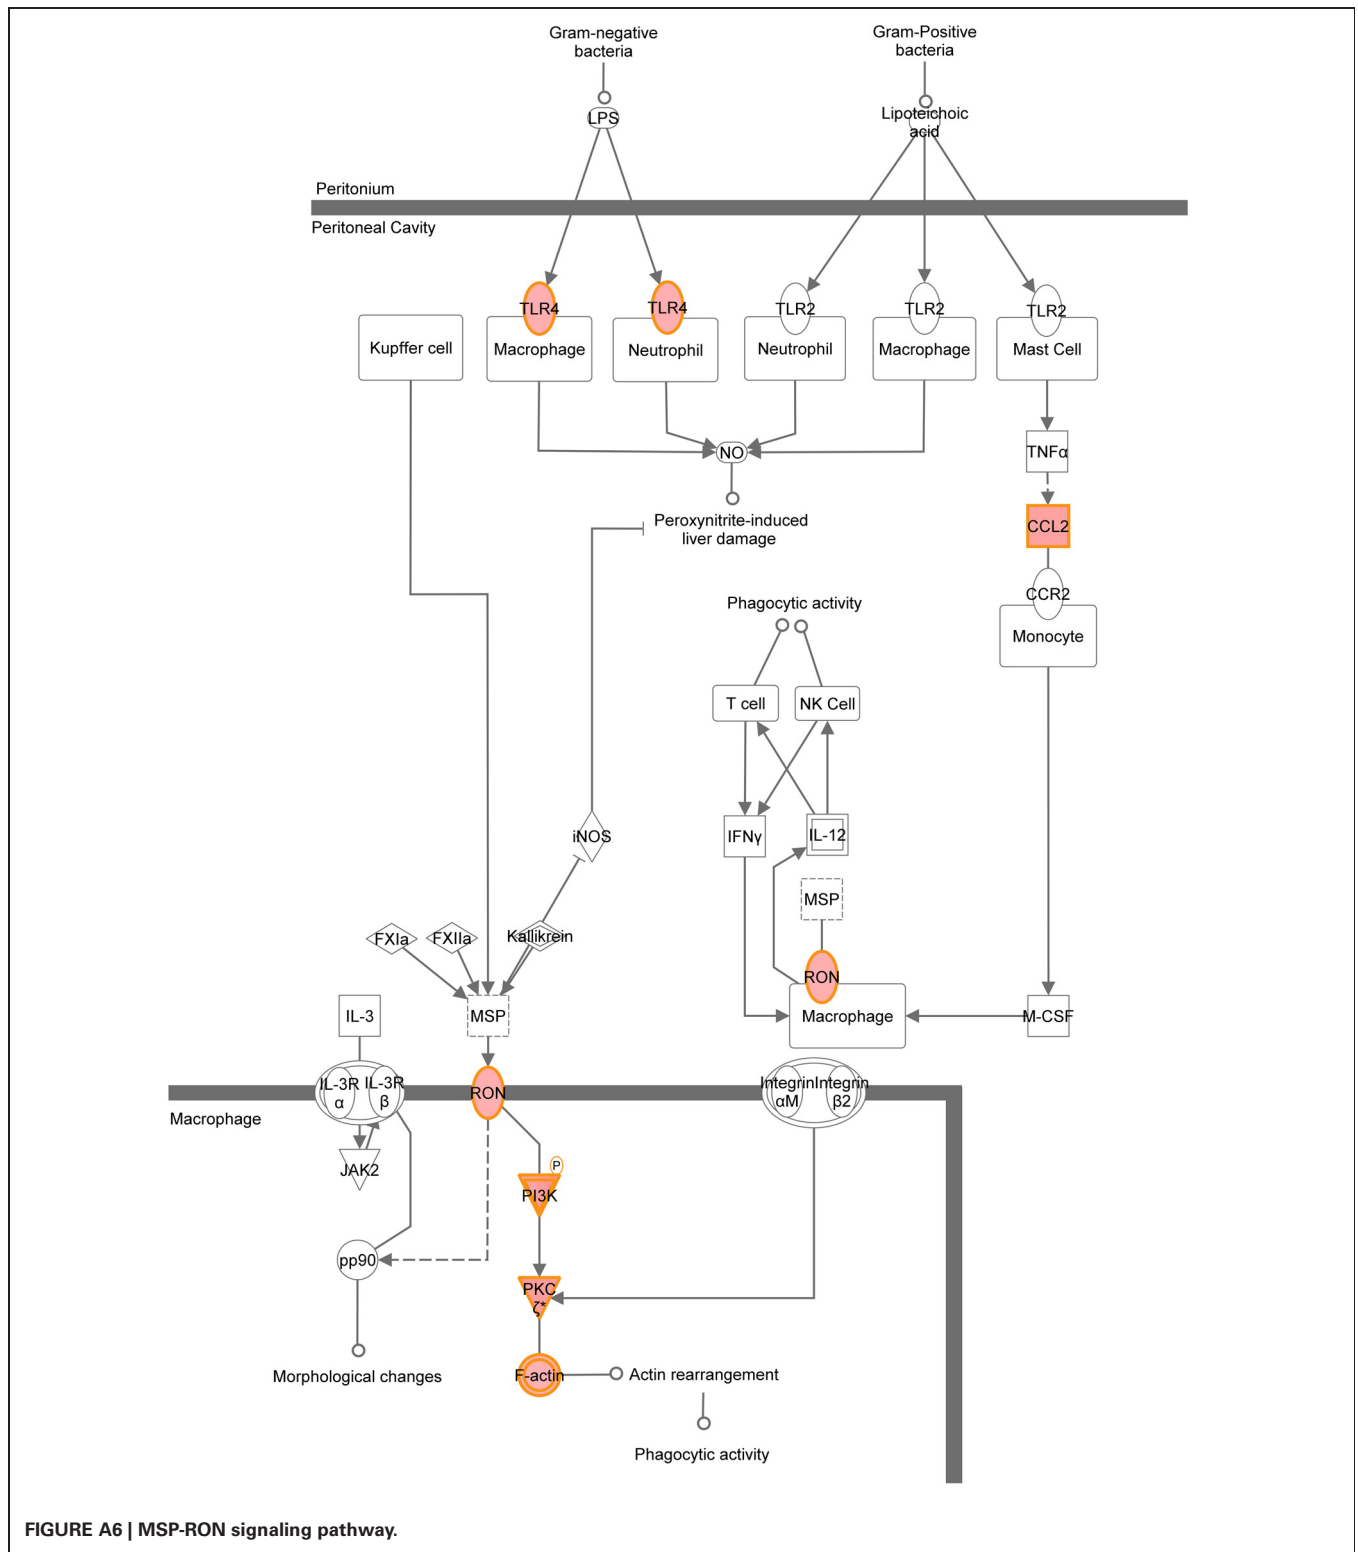 Gram-negative
bacteria
Gram-Positive
bacteria
LPS
Lipoteichoic
acid
Peritonium
Peritoneal Cavity
TLR4
TLR4
TLR2
TLR2
TLR2
Kupffer cell
Macrophage
Neutrophil
Neutrophil
Macrophage
Mast Cell
NO
TNFα
Peroxynitrite-induced
liver damage
CCL2
CCR2
Monocyte
Phagocytic activity
T cell
NK Cell
iNOS
IFNγ
IL-12
MSP
FXIa
FXIIa
Kallikrein
RON
IL-3
MSP
Macrophage
M-CSF
IL-3R
α
IL-3R
β
RON
Integrin
αM
Integrin
β2
Macrophage
JAK2
P
PI3K
pp90
PKC
ζ*
Morphological changes
F-actin
Actin rearrangement
Phagocytic activity
FIGURE A6 | MSP-RON signaling pathway.